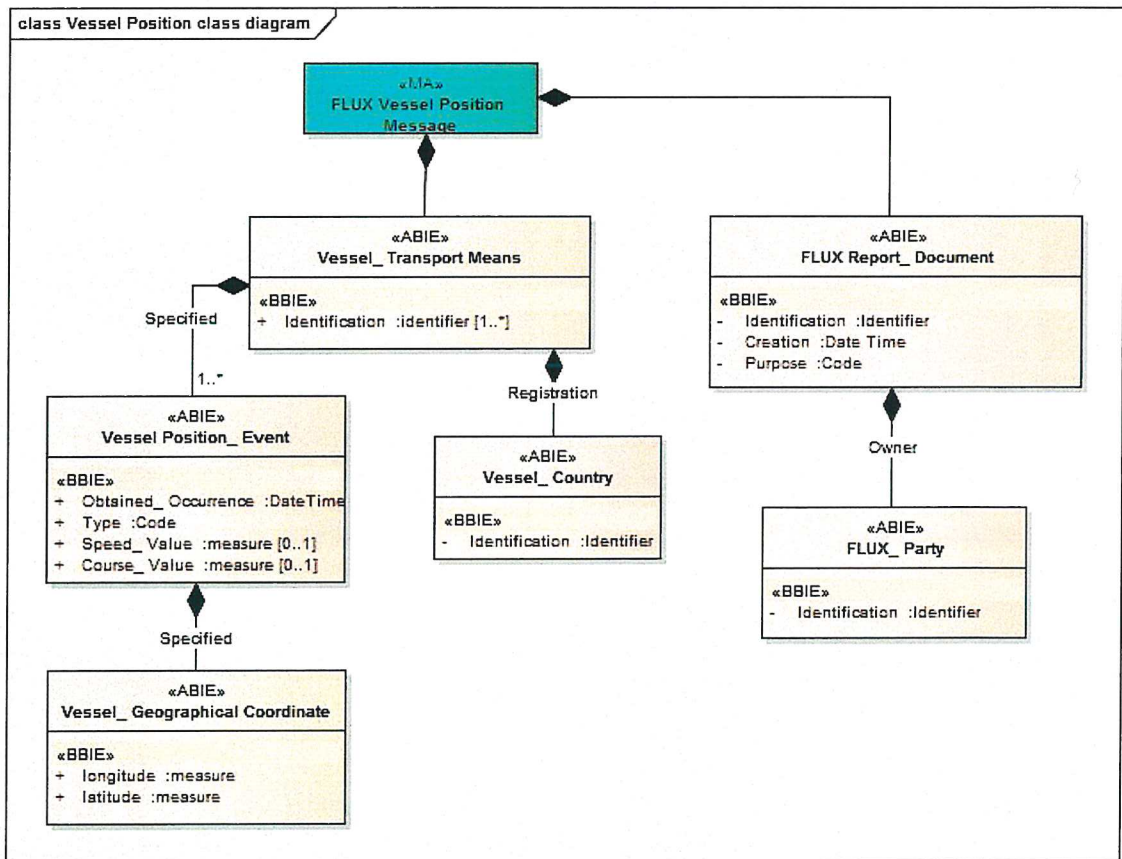 class Vessel Position class diagram
«MA»
FLUX Vessel Position
Message
«ABIE»
Vessel_ Transport Means
«BBIE»
+ Identification :identifier [1..*]
«ABIE»
FLUX Report_ Document
«BBIE»
- Identification :Identifier
- Creation :Date Time
- Purpose :Code
Specified
1..*
Registration
Owner
«ABIE»
Vessel Position_ Event
«BBIE»
+ Obtained_ Occurrence :DateTime
+ Type :Code
+ Speed_ Value :measure [0..1]
+ Course_ Value :measure [0..1]
«ABIE»
Vessel_ Country
«BBIE»
- Identification :Identifier
«ABIE»
FLUX_ Party
«BBIE»
- Identification :Identifier
Specified
«ABIE»
Vessel_ Geographical Coordinate
«BBIE»
+ longitude :measure
+ latitude :measure